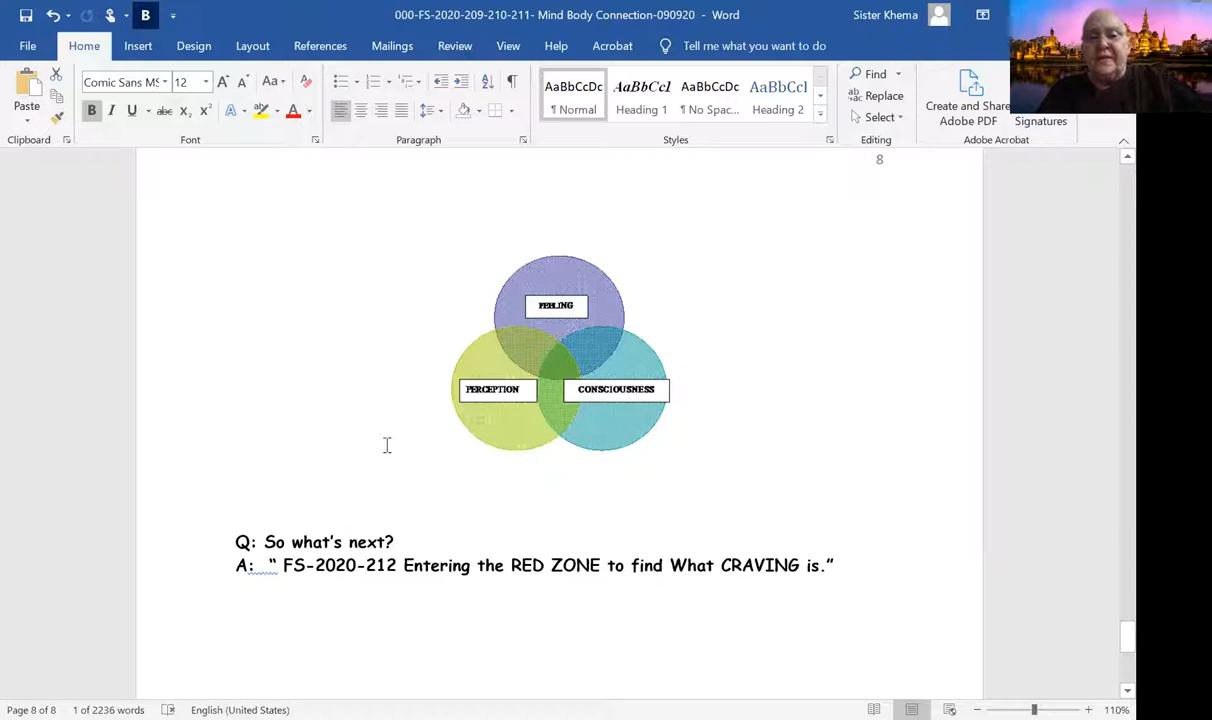 000-FS-2020-209-210-211- Mind Body Connection-090920 - Word
Sister Khema
File Home Insert Design Layout References Mailings Review View Help Acrobat Tell me what you want to do
Paste
Clipboard
Comic Sans MS 12
Font
Paragraph
AaBbCcDc AaBbCcI AaBbCcDc AaBbCcI
¶ Normal Heading 1 ¶ No Spac... Heading 2
Styles
Find
Replace
Select
Editing
Create and Share
Adobe PDF
Signatures
Adobe Acrobat
8
FEELING
PERCEPTION
CONSCIOUSNESS
Q: So what's next?
A: “ FS-2020-212 Entering the RED ZONE to find What CRAVING is.”
Page 8 of 8 1 of 2236 words English (United States) 110%